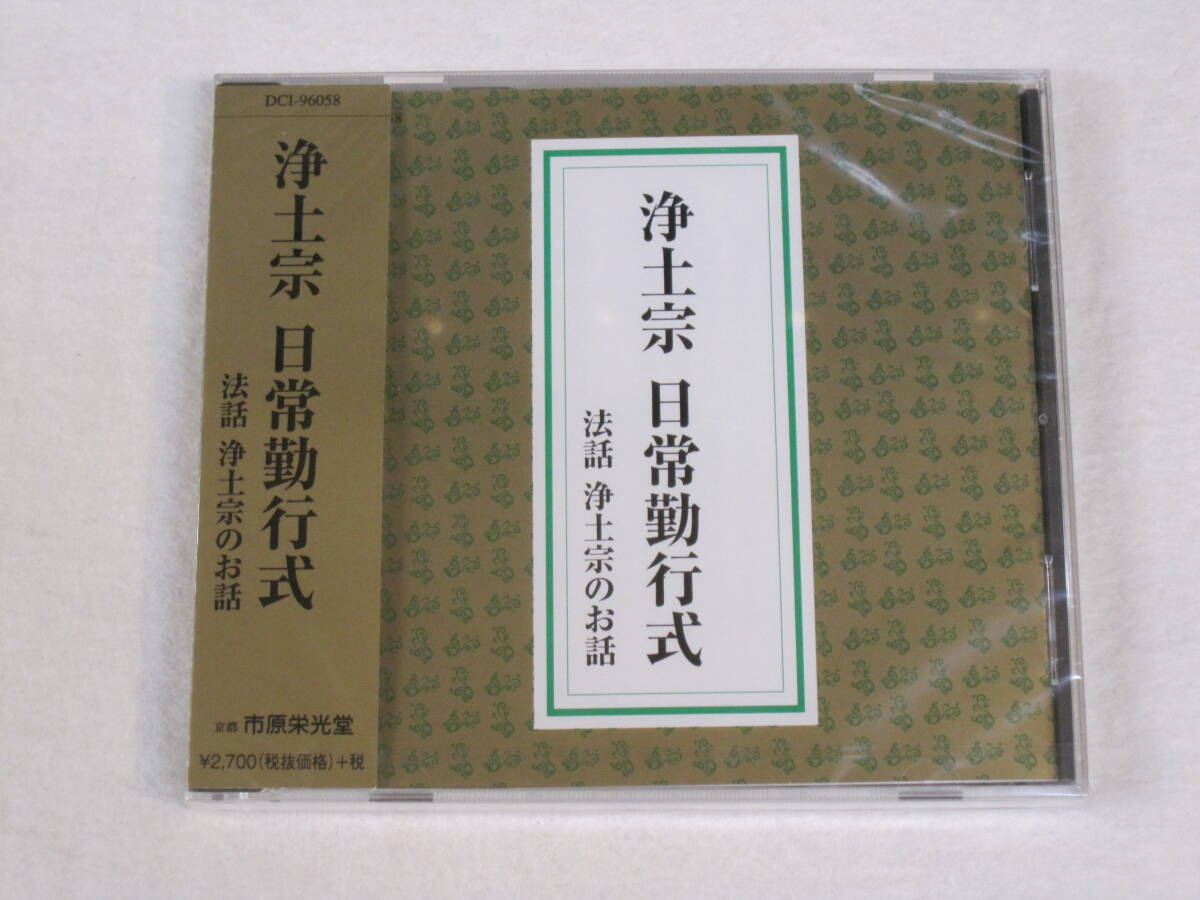 DCI-96058
浄土宗 日常勤行式
法話 浄土宗のお話
京都 市原栄光堂
¥2,700(税抜価格)+税
浄土宗 日常勤行式
法話 浄土宗のお話